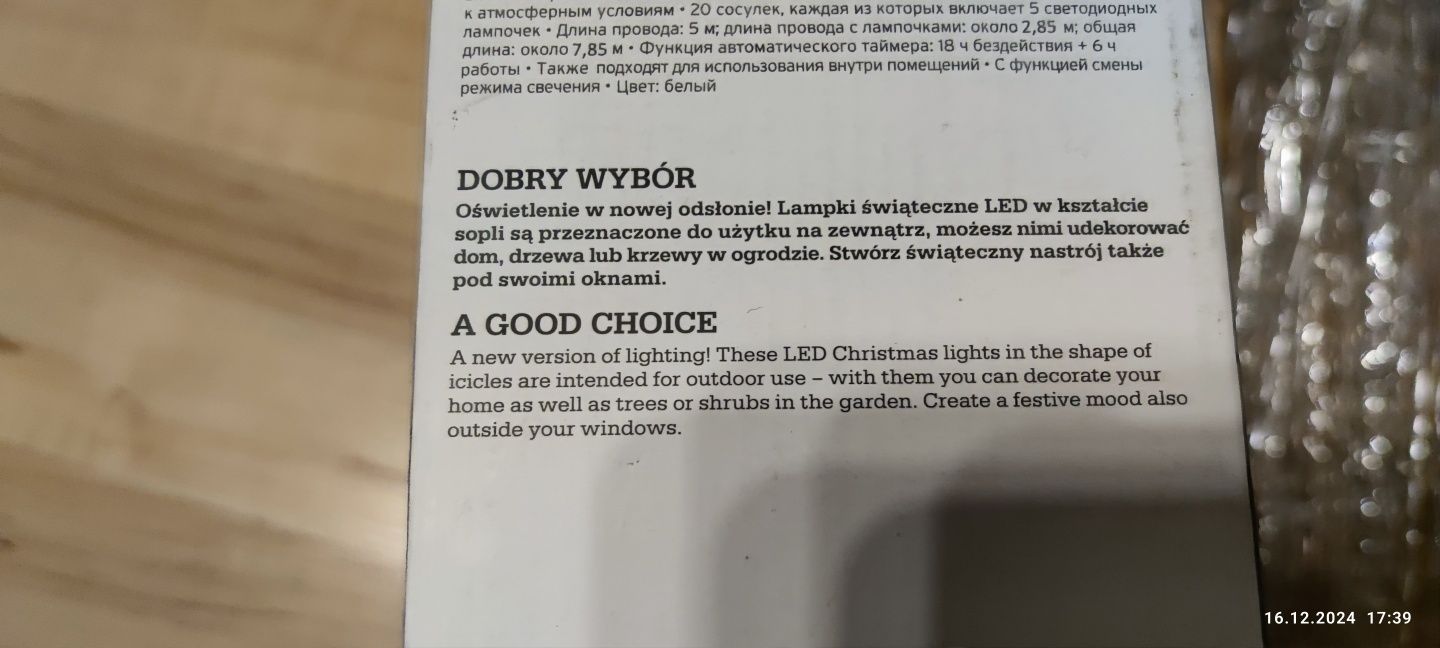 к атмосферным условиям • 20 сосулек, каждая из которых включает 5 светодиодных
лампочек • Длина провода: 5 м; длина провода с лампочками: около 2,85 м; общая
длина: около 7,85 м • Функция автоматического таймера: 18 ч бездействия + 6 ч
работы • Также подходят для использования внутри помещений • С функцией смены
режима свечения • Цвет: белый
DOBRY WYBÓR
Oświetlenie w nowej odsłonie! Lampki świąteczne LED w kształcie
sopli są przeznaczone do użytku na zewnątrz, możesz nimi udekorować
dom, drzewa lub krzewy w ogrodzie. Stwórz świąteczny nastrój także
pod swoimi oknami.
A GOOD CHOICE
A new version of lighting! These LED Christmas lights in the shape of
icicles are intended for outdoor use – with them you can decorate your
home as well as trees or shrubs in the garden. Create a festive mood also
outside your windows.
16.12.2024 17:39